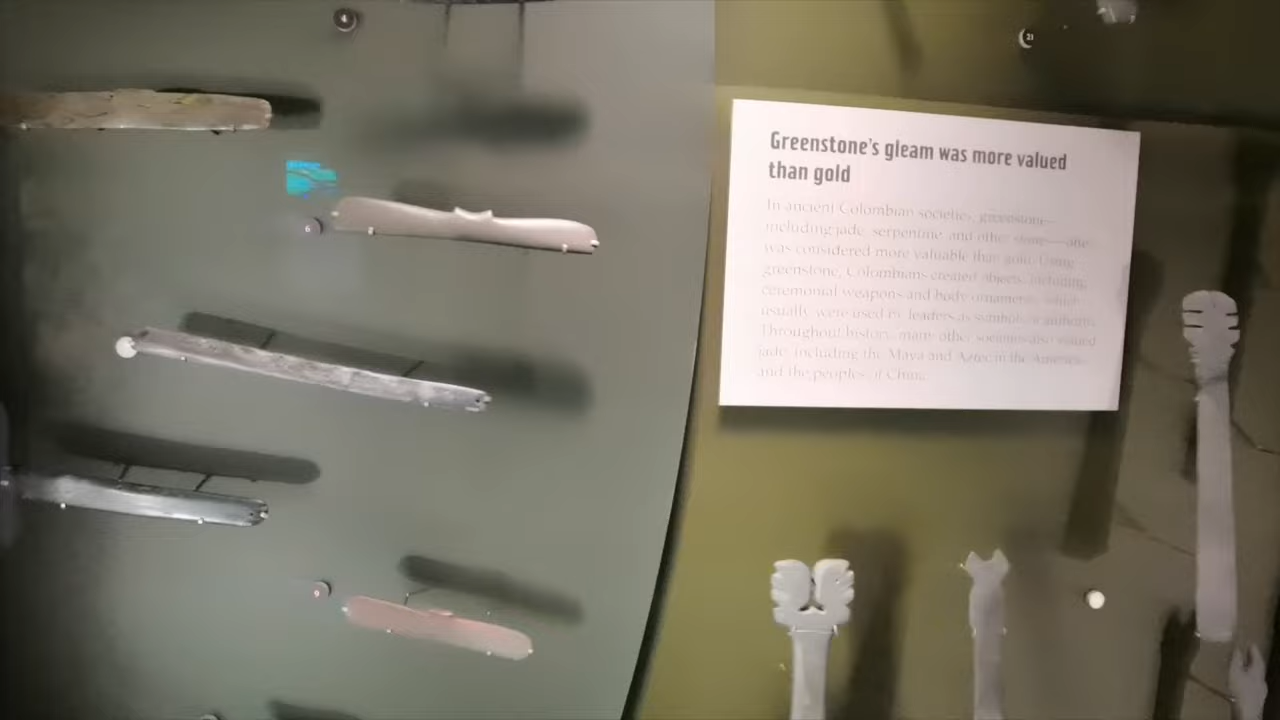 4
21
Greenstone's gleam was more valued
than gold
In ancient Colombian societies, greenstone—
including jade, serpentine, and other stone—
was considered more valuable than gold. Using
greenstone, Colombians created objects, including
ceremonial weapons and body ornaments, which
usually were used by leaders as symbols of authority.
Throughout history, many other societies also valued
jade, including the Maya and Aztec in the Americas
and the peoples of China.
6